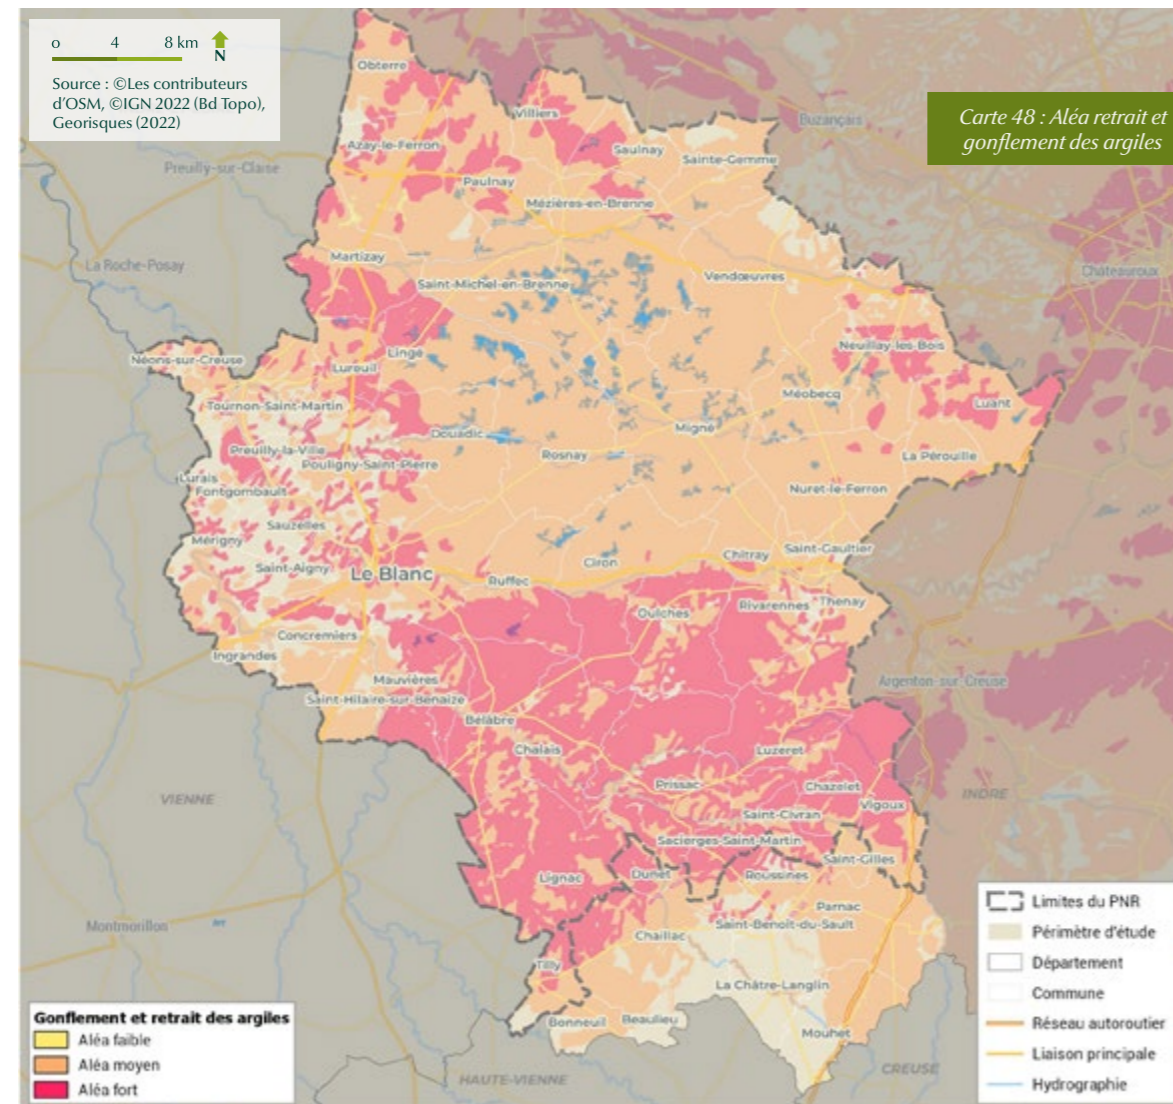 0 4 8 km
N
Source : ©Les contributeurs
d'OSM, ©IGN 2022 (Bd Topo),
Georisques (2022)
Carte 48 : Aléa retrait et
gonflement des argiles
Obterre
Buzançais
Villiers
Azay-le-Ferron
Saulnay
Sainte-Gemme
Preuilly-sur-Claise
Paulnay
Mézières-en-Brenne
La Roche-Posay
Martizay
Châteauroux
Saint-Michel-en-Brenne
Vendœuvres
Néons-sur-Creuse
Lingé
Neuillay-les-Bois
Lureuil
Méobecq
Luant
Tournon-Saint-Martin
Migné
Douadic
Preuilly-la-Ville
Rosnay
La Pérouille
Pouligny-Saint-Pierre
Lurais
Fontgombault
Nuret-le-Ferron
Sauzelles
Mérigny
Saint-Gaultier
Chitray
Ciron
Saint-Aigny
Le Blanc
Ruffec
Rivarennes
Thenay
Oulches
Concremiers
Ingrandes
Mauvières
Argenton-sur-Creuse
Saint-Hilaire-sur-Benaize
Bélâbre
Chalais
Luzeret
Prissac
Chazelet
VIENNE
INDRE
Vigoux
Saint-Civran
Sacierges-Saint-Martin
Saint-Gilles
Lignac
Dunet
Roussines
Parnac
Montmorillon
Saint-Benoît-du-Sault
Chaillac
Tilly
La Châtre-Langlin
Bonneuil
Beaulieu
Mouhet
CREUSE
HAUTE-VIENNE
Gonflement et retrait des argiles
Aléa faible
Aléa moyen
Aléa fort
Limites du PNR
Périmètre d'étude
Département
Commune
Réseau autoroutier
Liaison principale
Hydrographie